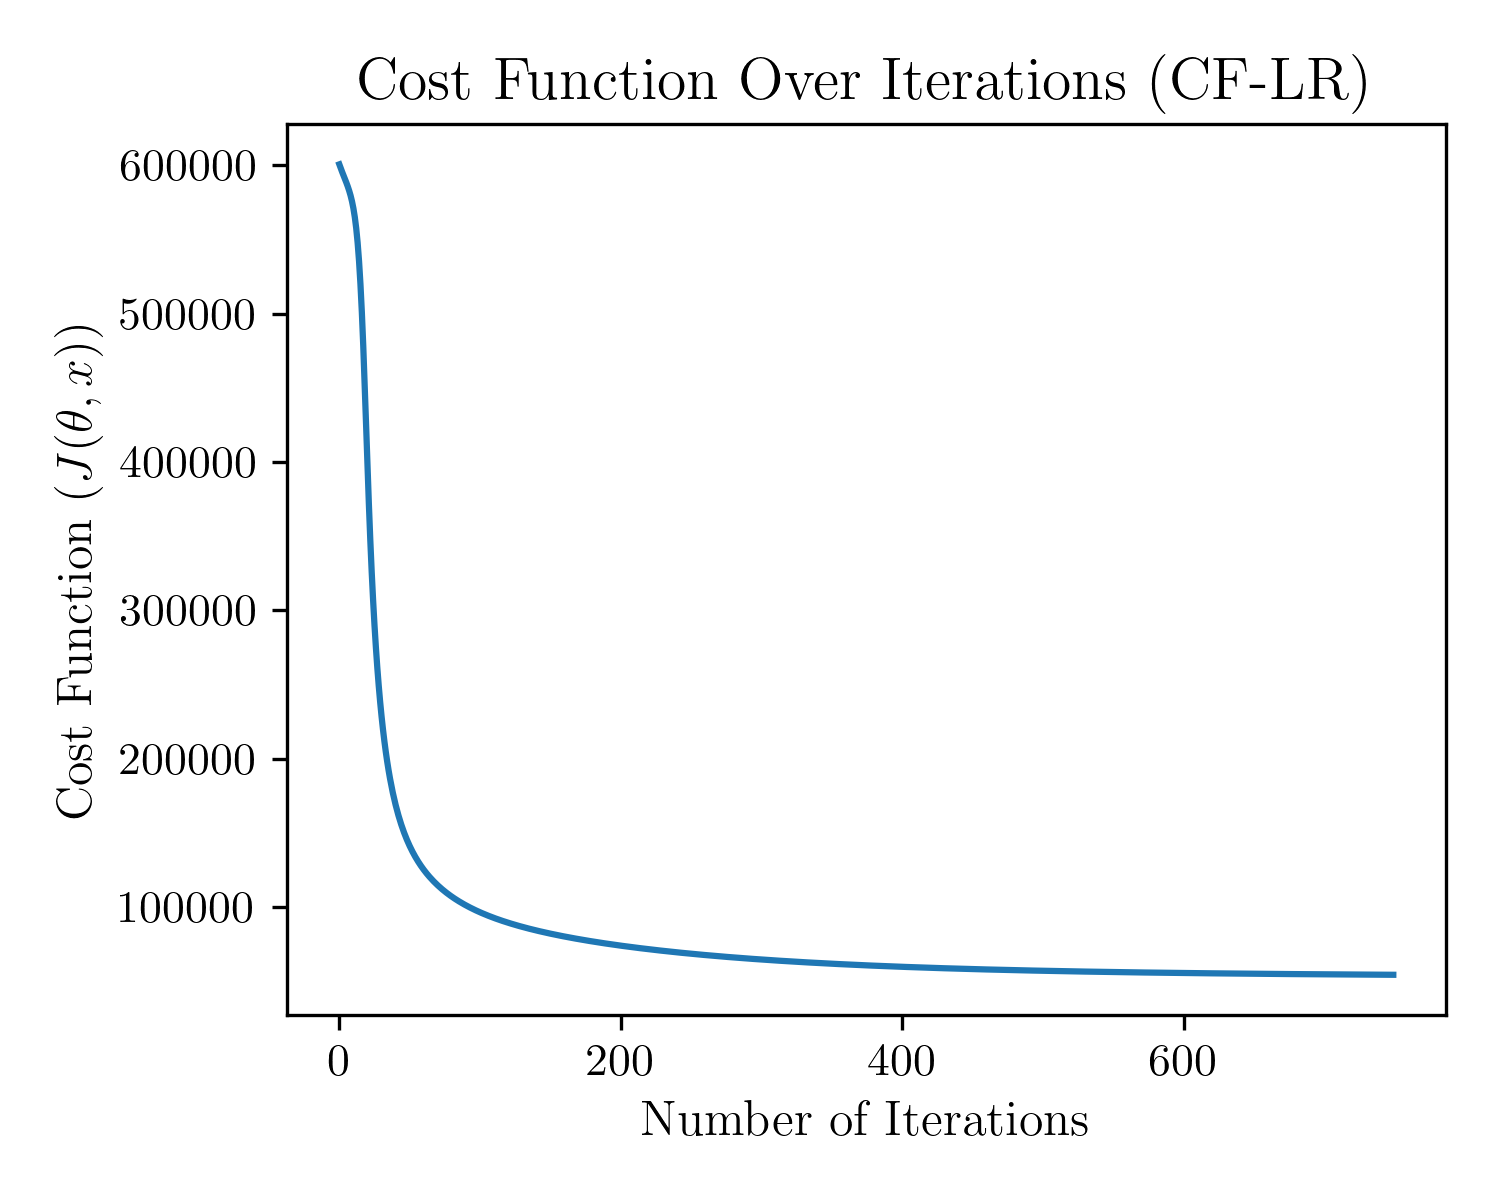 Cost Function Over Iterations (CF-LR)
Cost Function (J(θ, x))
600000
500000
400000
300000
200000
100000
0 200 400 600
Number of Iterations